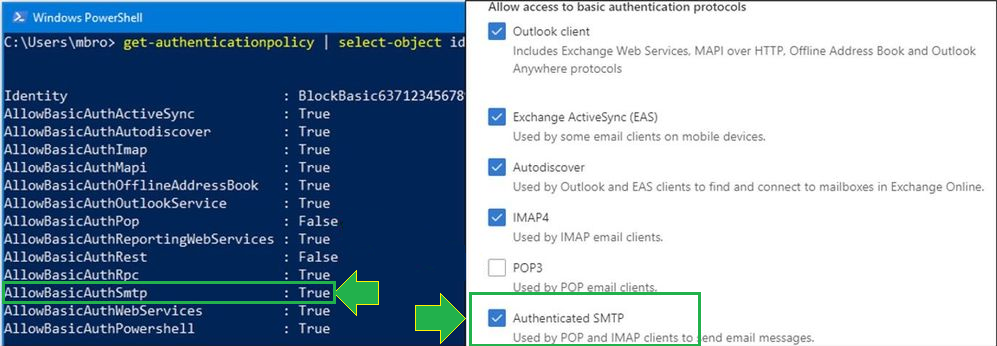 Windows PowerShell
C:\Users\mbro> get-authenticationpolicy | select-object id
Identity : BlockBasic63712345678
AllowBasicAuthActiveSync : True
AllowBasicAuthAutodiscover : True
AllowBasicAuthImap : True
AllowBasicAuthMapi : True
AllowBasicAuthOfflineAddressBook : True
AllowBasicAuthOutlookService : True
AllowBasicAuthPop : False
AllowBasicAuthReportingWebServices : True
AllowBasicAuthRest : False
AllowBasicAuthRpc : True
AllowBasicAuthSmtp : True
AllowBasicAuthWebServices : True
AllowBasicAuthPowershell : True
Allow access to basic authentication protocols
Outlook client
Includes Exchange Web Services, MAPI over HTTP, Offline Address Book and Outlook
Anywhere protocols
Exchange ActiveSync (EAS)
Used by some email clients on mobile devices.
Autodiscover
Used by Outlook and EAS clients to find and connect to mailboxes in Exchange Online.
IMAP4
Used by IMAP email clients.
POP3
Used by POP email clients.
Authenticated SMTP
Used by POP and IMAP clients to send email messages.